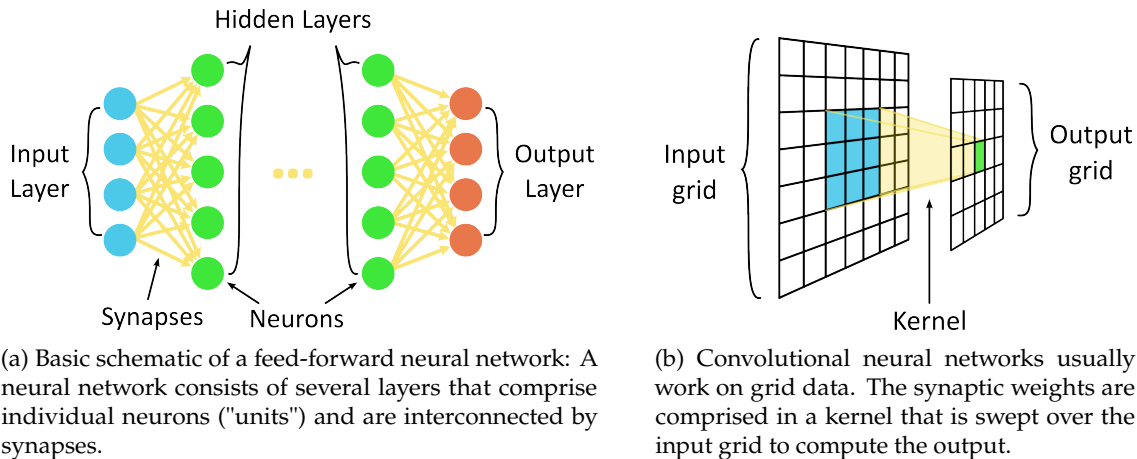 Hidden Layers
Input
Layer
Output
Layer
Synapses
Neurons
(a) Basic schematic of a feed-forward neural network: A
neural network consists of several layers that comprise
individual neurons ("units") and are interconnected by
synapses.
Input
grid
Output
grid
Kernel
(b) Convolutional neural networks usually
work on grid data. The synaptic weights are
comprised in a kernel that is swept over the
input grid to compute the output.